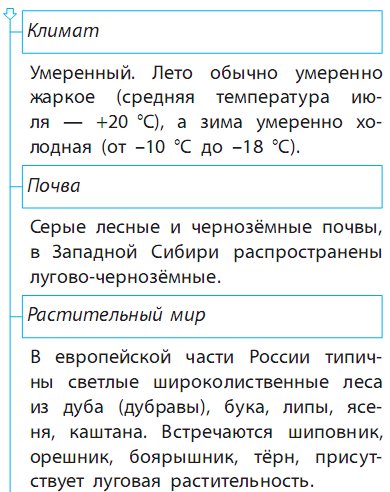 Климат
Умеренный. Лето обычно умеренно
жаркое (средняя температура ию-
ля — +20 °С), а зима умеренно хо-
лодная (от –10 °С до –18 °С).
Почва
Серые лесные и чернозёмные почвы,
в Западной Сибири распространены
лугово-чернозёмные.
Растительный мир
В европейской части России типич-
ны светлые широколиственные леса
из дуба (дубравы), бука, липы, ясе-
ня, каштана. Встречаются шиповник,
орешник, боярышник, тёрн, присут-
ствует луговая растительность.